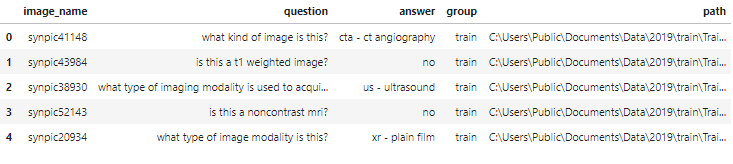 image_name question answer group path
0 synpic41148 what kind of image is this? cta - ct angiography train C:\Users\Public\Documents\Data\2019\train\Trai...
1 synpic43984 is this a t1 weighted image? no train C:\Users\Public\Documents\Data\2019\train\Trai...
2 synpic38930 what type of imaging modality is used to acqui... us - ultrasound train C:\Users\Public\Documents\Data\2019\train\Trai...
3 synpic52143 is this a noncontrast mri? no train C:\Users\Public\Documents\Data\2019\train\Trai...
4 synpic20934 what type of image modality is this? xr - plain film train C:\Users\Public\Documents\Data\2019\train\Trai...